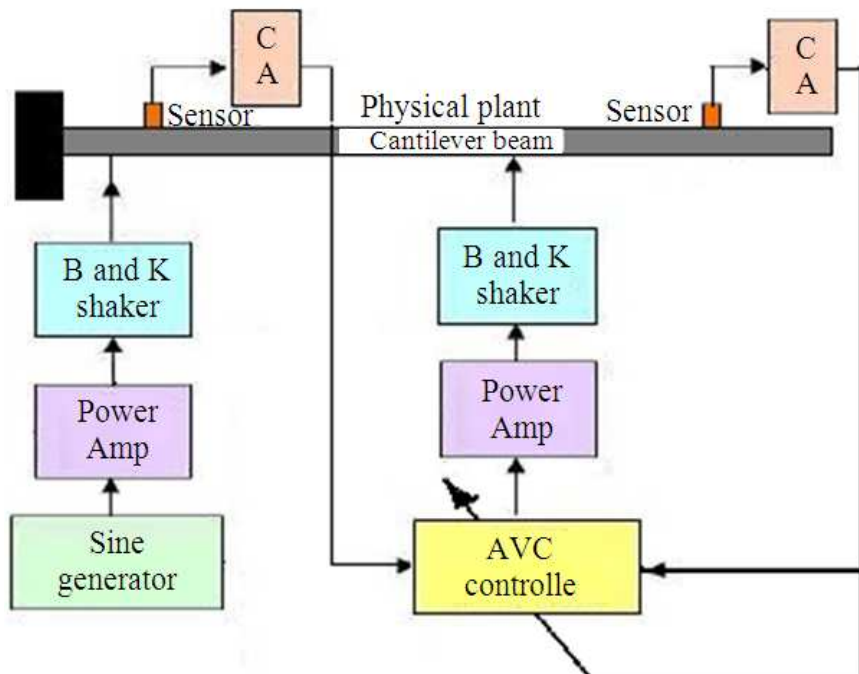 C
A
C
A
Sensor
Physical plant
Sensor
Cantilever beam
B and K
shaker
B and K
shaker
Power
Amp
Power
Amp
Sine
generator
AVC
controlle